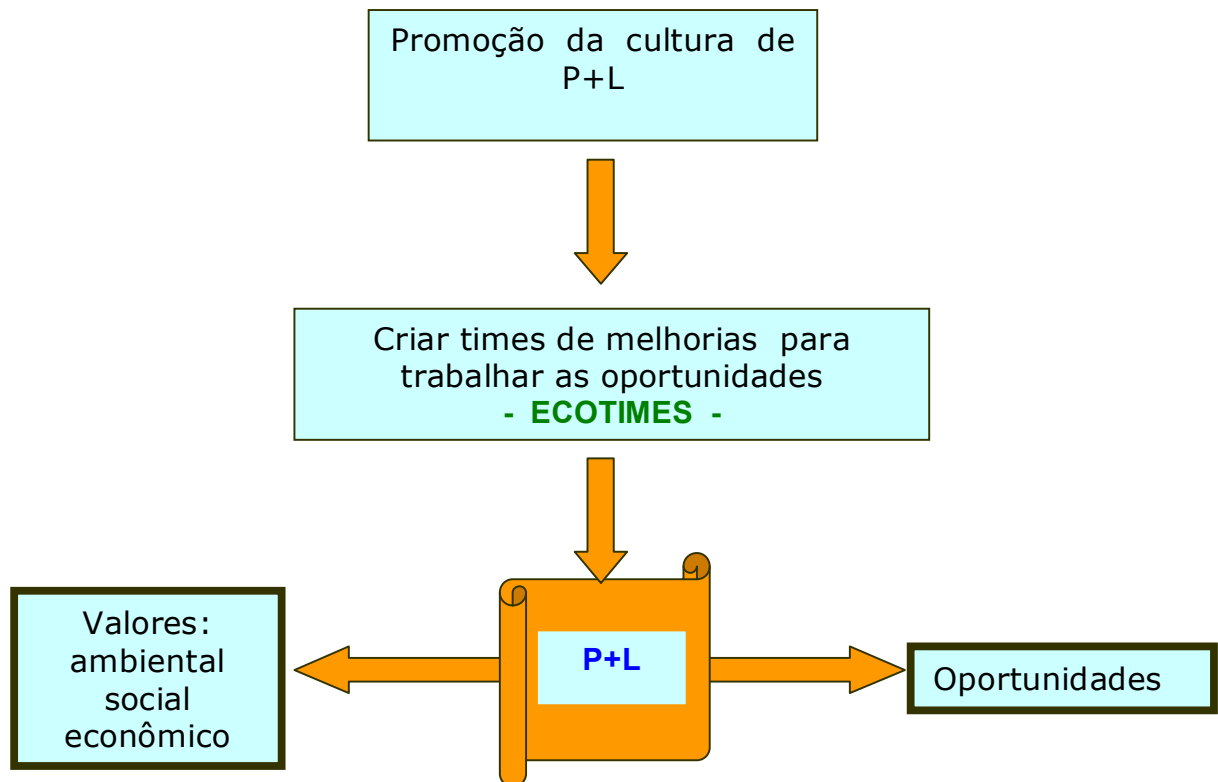 Promoção da cultura de
P+L
Criar times de melhorias para
trabalhar as oportunidades
- ECOTIMES -
Valores:
ambiental
social
econômico
P+L
Oportunidades